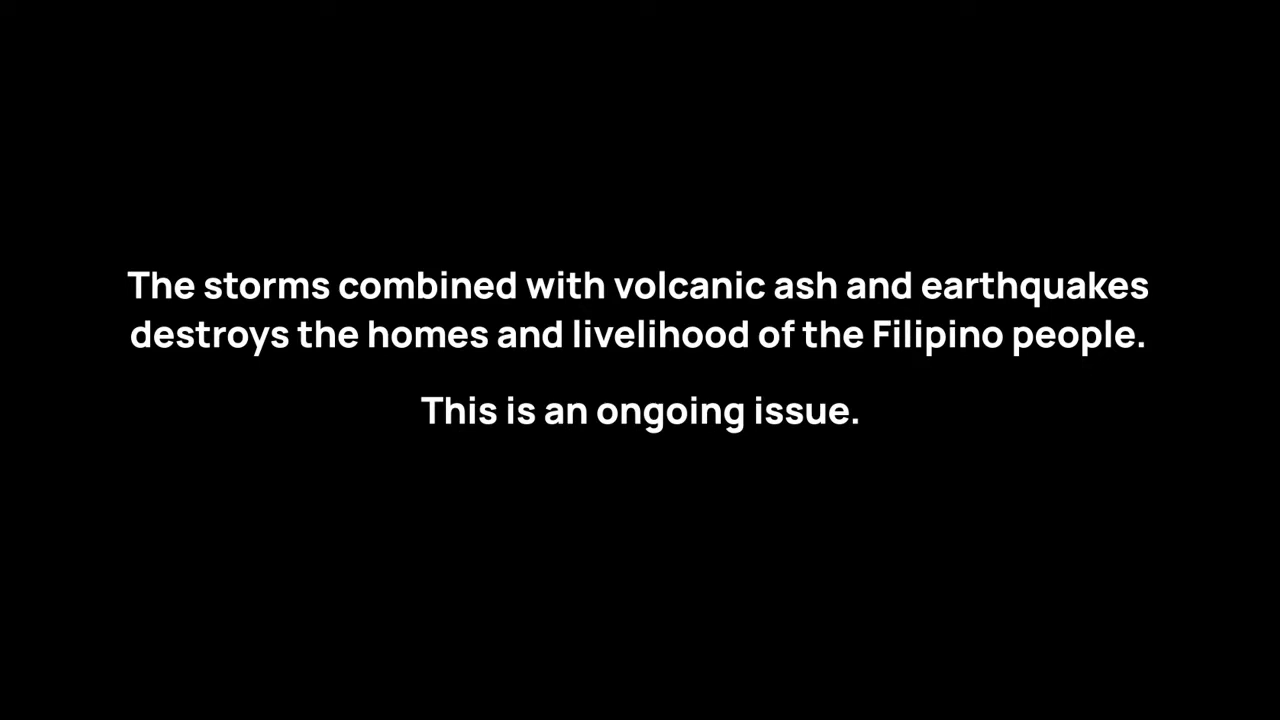 The storms combined with volcanic ash and earthquakes
destroys the homes and livelihood of the Filipino people.
This is an ongoing issue.